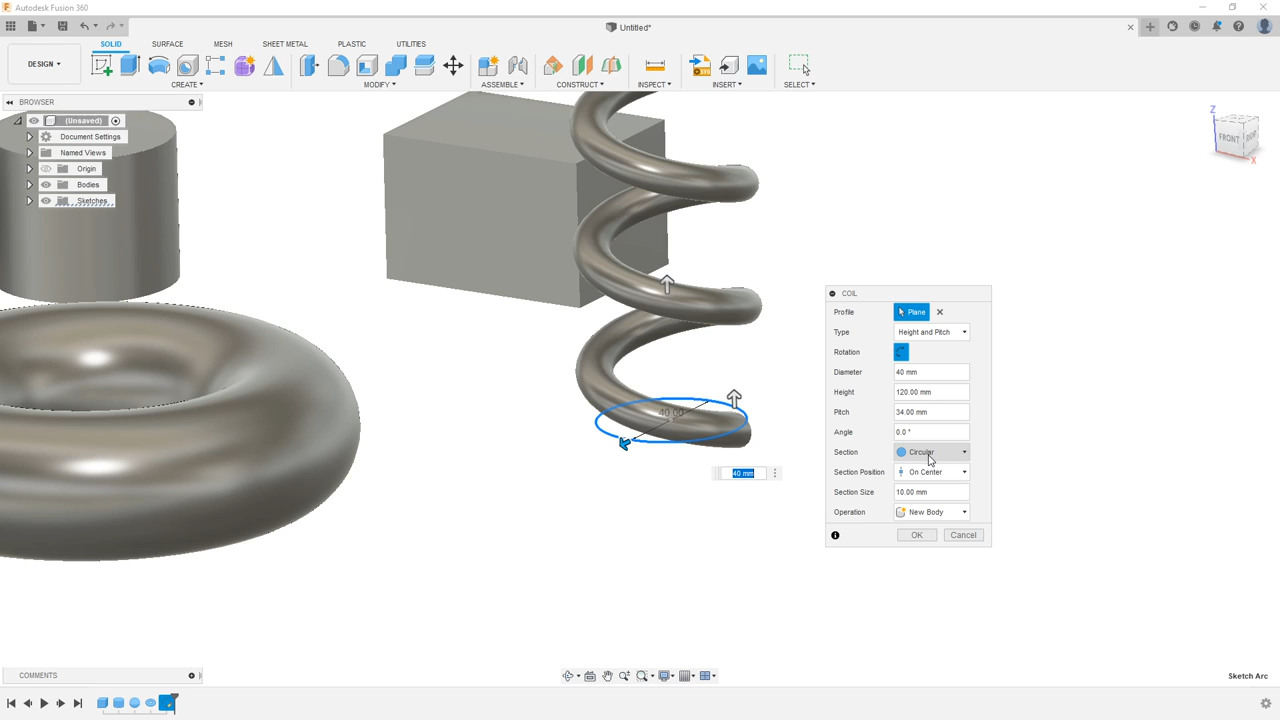 Autodesk Fusion 360
Untitled*
DESIGN
SOLID SURFACE MESH SHEET METAL PLASTIC UTILITIES
CREATE MODIFY ASSEMBLE CONSTRUCT INSPECT INSERT SELECT
BROWSER
(Unsaved)
Document Settings
Named Views
Origin
Bodies
Sketches
Z
FRONT
X
COIL
Profile Plane
Type Height and Pitch
Rotation
Diameter 40 mm
Height 120.00 mm
Pitch 34.00 mm
Angle 0.0 °
Section Circular
Section Position On Center
Section Size 10.00 mm
Operation New Body
OK Cancel
40.00
40 mm
COMMENTS
Sketch Arc